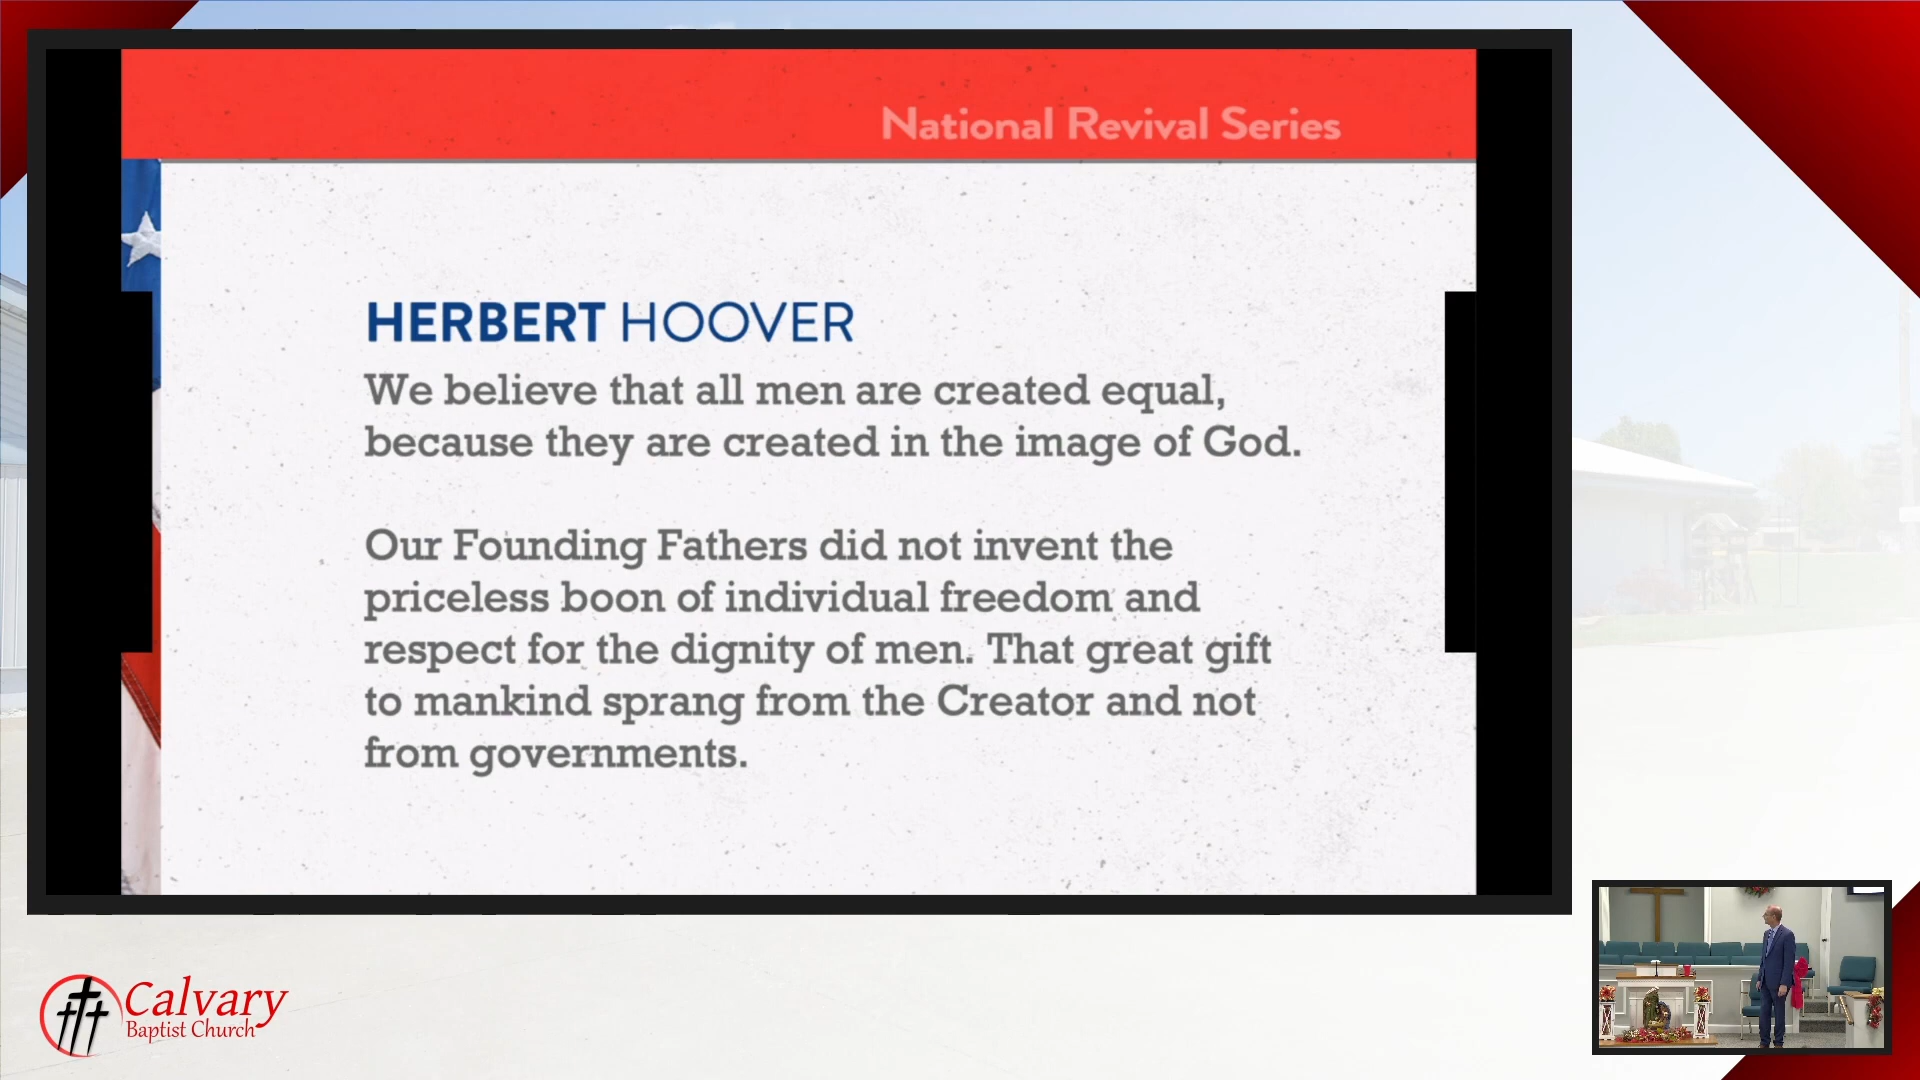 National Revival Series
HERBERT HOOVER
We believe that all men are created equal,
because they are created in the image of God.
Our Founding Fathers did not invent the
priceless boon of individual freedom and
respect for the dignity of men. That great gift
to mankind sprang from the Creator and not
from governments.
Calvary
Baptist Church